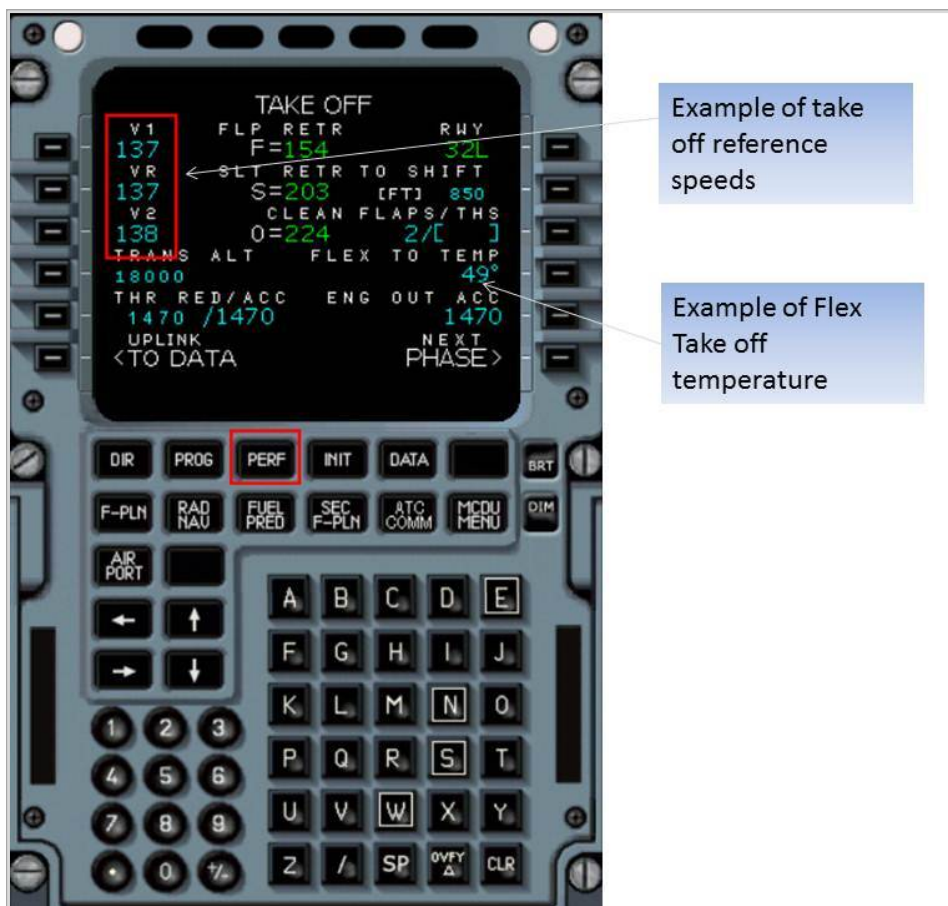 TAKE OFF
V1 FLP RETR RWY
137 F=154 32L
VR SLT RETR TO SHIFT
137 S=203 [FT] 850
V2 CLEAN FLAPS/THS
138 O=224 2/[ ]
TRANS ALT FLEX TO TEMP
18000 49°
THR RED/ACC ENG OUT ACC
1470 /1470 1470
UPLINK NEXT
<TO DATA PHASE>
Example of take
off reference
speeds
Example of Flex
Take off
temperature
DIR PROG PERF INIT DATA BRT
F-PLN RAD NAV FUEL PRED SEC F-PLN ATC COMM MCDU MENU DIM
AIR PORT
← ↑
→ ↓
A B C D E
F G H I J
K L M N O
1 2 3
P Q R S T
4 5 6
U V W X Y
7 8 9
Z / SP OVFY Δ CLR
. 0 +/-